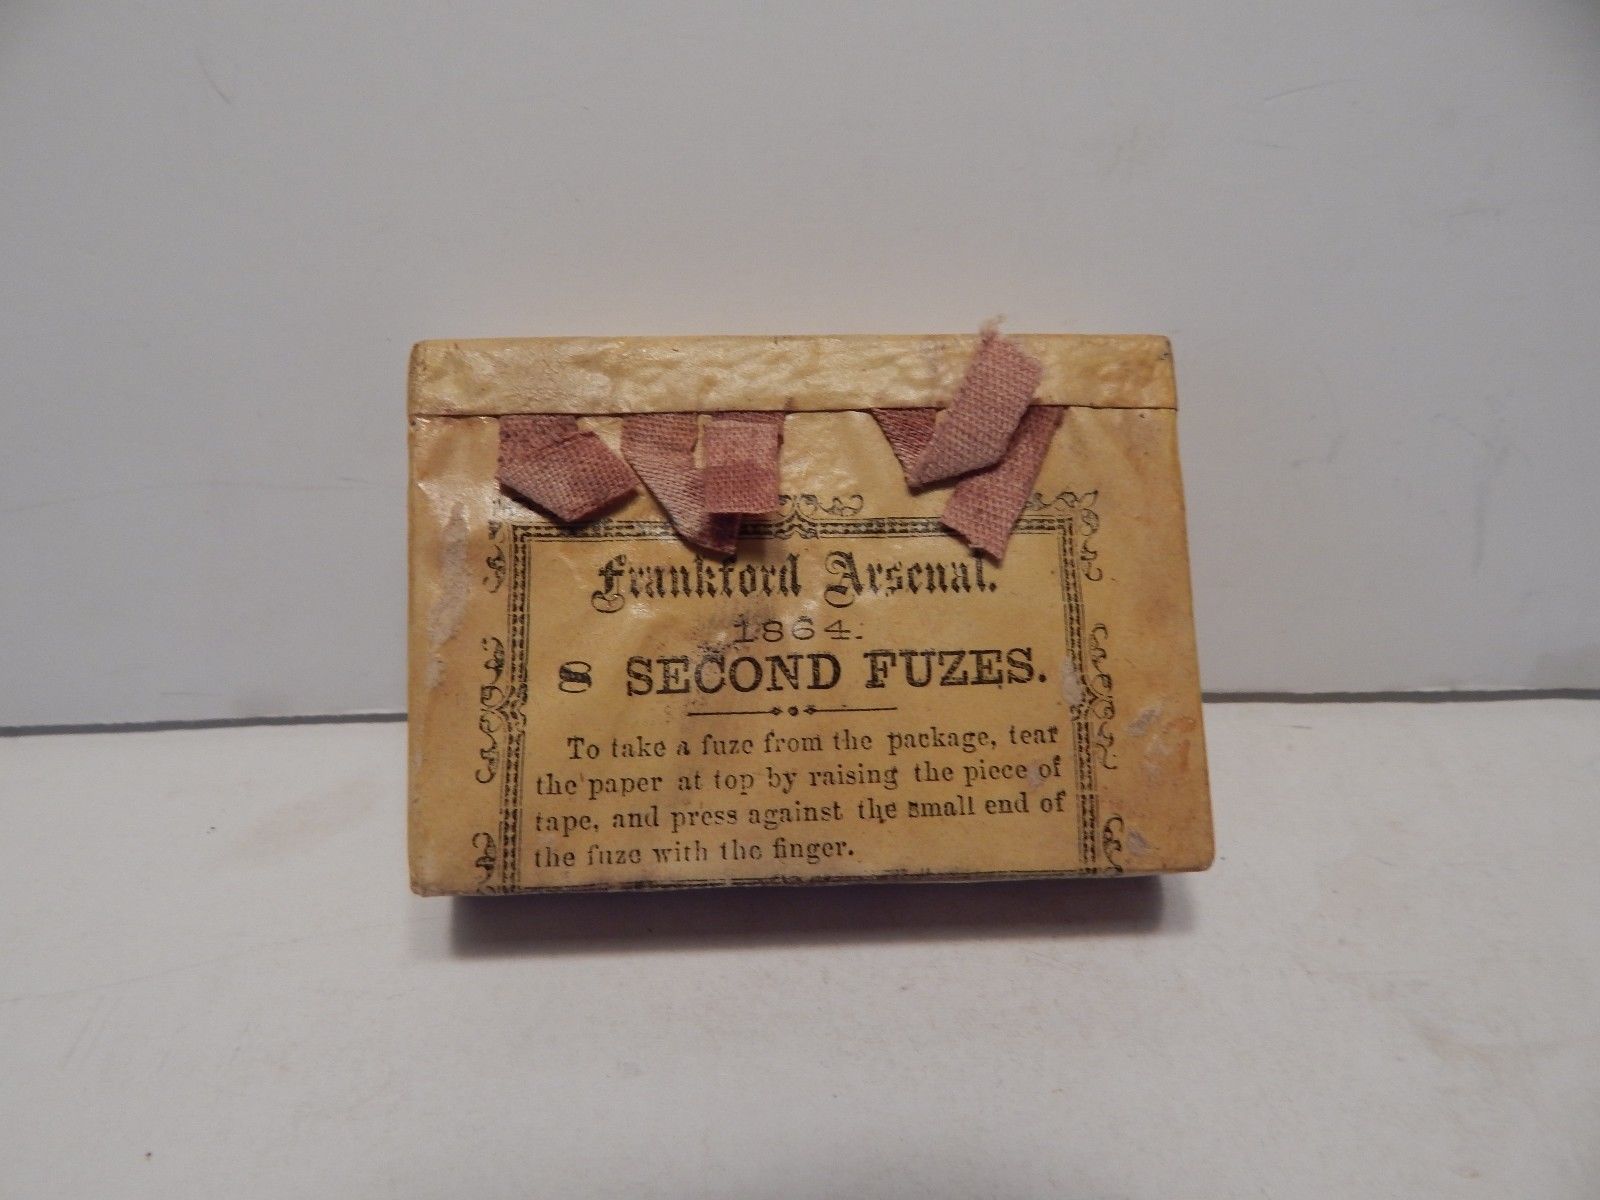 Frankford Arsenal.
1864.
8 SECOND FUZES.
To take a fuze from the package, tear
the paper at top by raising the piece of
tape, and press against the small end of
the fuze with the finger.